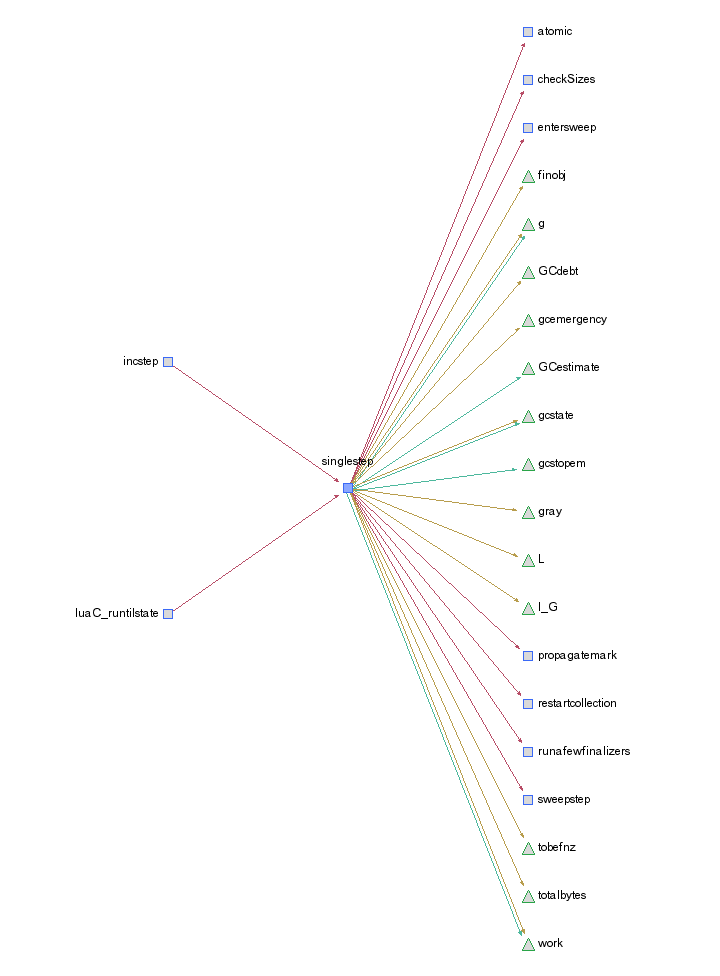 atomic
checkSizes
entersweep
finobj
g
GCdebt
gcemergency
incstep
GCestimate
gcstate
singlestep
gcstopem
gray
L
l_G
luaC_runtilstate
propagatemark
restartcollection
runafewfinalizers
sweepstep
tobefnz
totalbytes
work